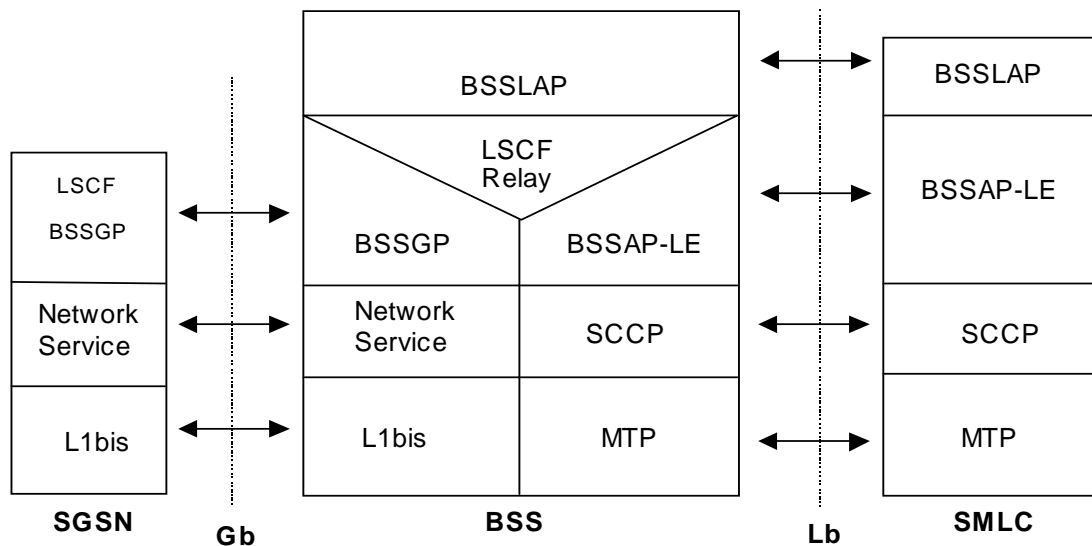 BSSLAP
LSCF
Relay
BSSGP
BSSAP-LE
Network
Service
SCCP
L1bis
MTP
BSS
LSCF
BSSGP
Network
Service
L1bis
SGSN
Gb
BSSLAP
BSSAP-LE
SCCP
MTP
SMLC
Lb